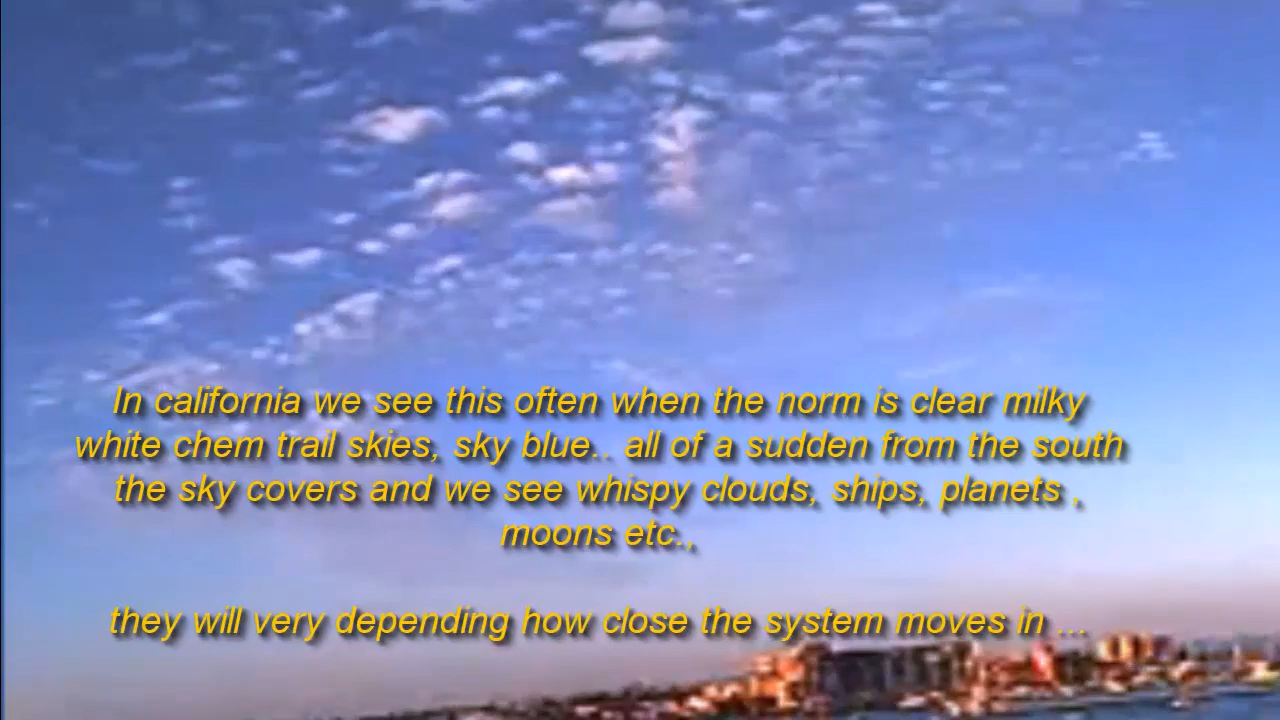 In california we see this often when the norm is clear milky
white chem trail skies, sky blue.. all of a sudden from the south
the sky covers and we see whispy clouds, ships, planets ,
moons etc.,
they will very depending how close the system moves in ...